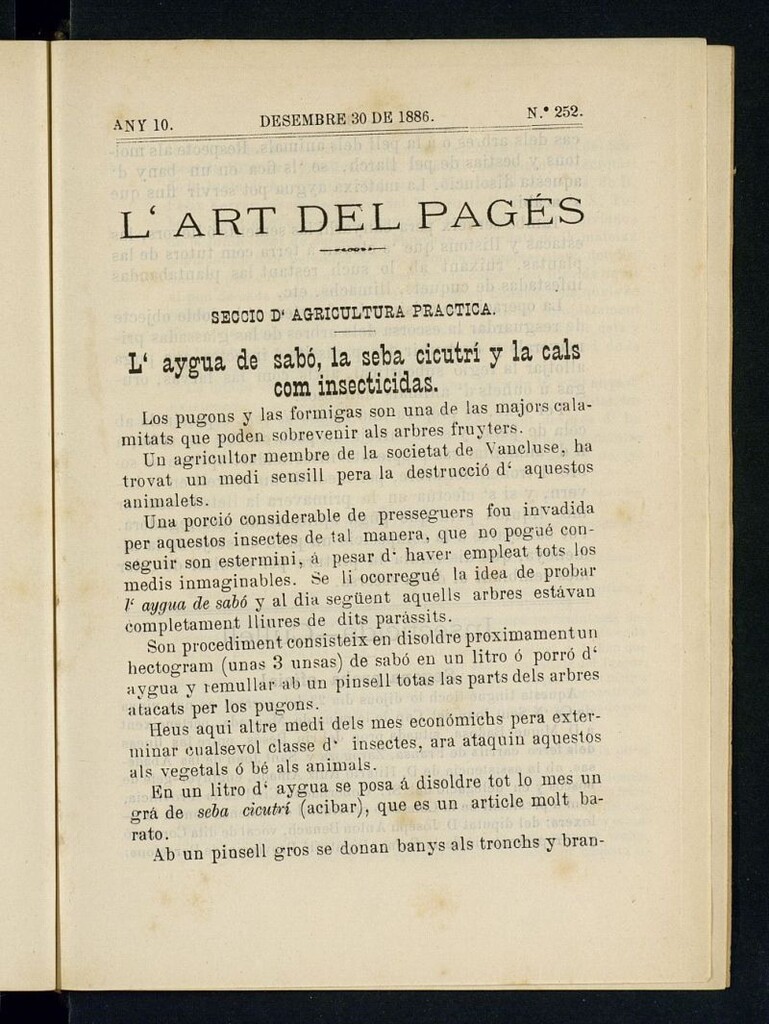 ANY 10. DESEMBRE 30 DE 1886. N.º 252.
L' ART DEL PAGÉS
SECCIO D' AGRICULTURA PRACTICA.
L' aygua de sabó, la seba cicutrí y la cals
com insecticidas.
Los pugons y las formigas son una de las majors cala-
mitats que poden sobrevenir als arbres fruyters.
Un agricultor membre de la societat de Vancluse, ha
trovat un medi sensill pera la destrucció d' aquestos
animalets.
Una porció considerable de presseguers fou invadida
per aquestos insectes de tal manera, que no pogué con-
seguir son estermini, á pesar d' haver empleat tots los
medis inmaginables. Se li ocorregué la idea de probar
l' aygua de sabó y al dia següent aquells arbres estávan
completament lliures de dits parássits.
Son procediment consisteix en disoldre proximament un
hectogram (unas 3 unsas) de sabó en un litro ó porró d'
aygua y remullar ab un pinsell totas las parts dels arbres
atacats per los pugons.
Heus aqui altre medi dels mes económichs pera exter-
minar cualsevol classe d' insectes, ara ataquin aquestos
als vegetals ó bé als animals.
En un litro d' aygua se posa á disoldre tot lo mes un
grá de seba cicutrí (acibar), que es un article molt ba-
rato.
Ab un pinsell gros se donan banys als tronchs y bran-